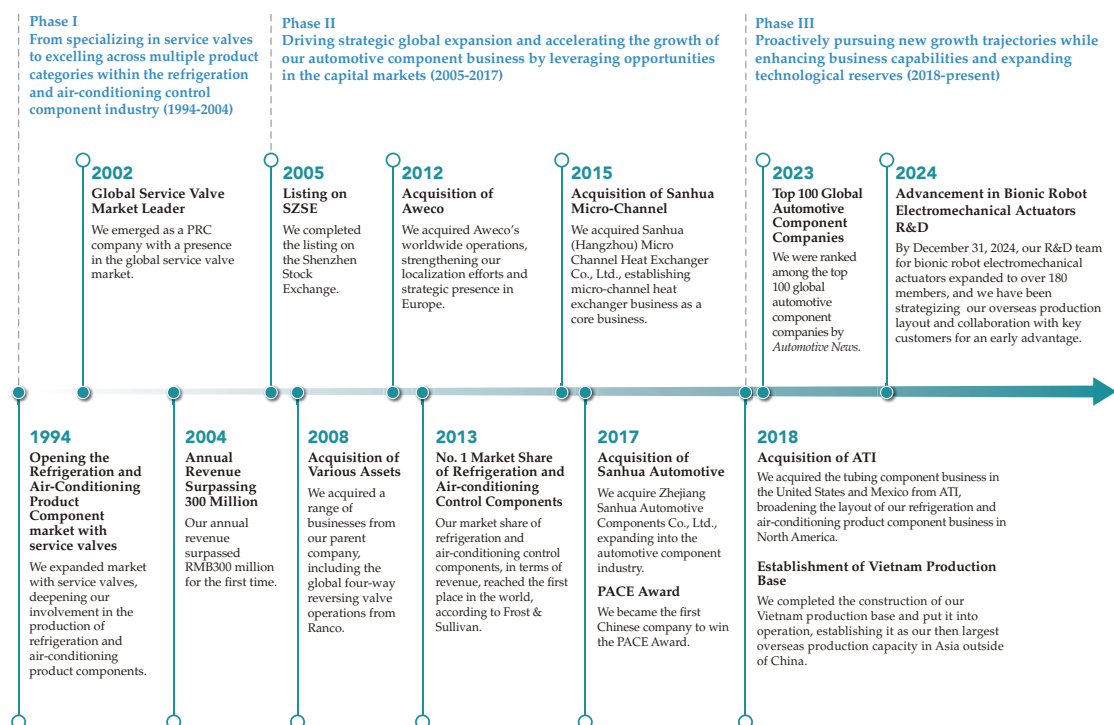 Phase I
From specializing in service valves
to excelling across multiple product
categories within the refrigeration
and air-conditioning control
component industry (1994-2004)
Phase II
Driving strategic global expansion and accelerating the growth of
our automotive component business by leveraging opportunities
in the capital markets (2005-2017)
Phase III
Proactively pursuing new growth trajectories while
enhancing business capabilities and expanding
technological reserves (2018-present)
2002
Global Service Valve
Market Leader
We emerged as a PRC
company with a presence
in the global service valve
market.
2005
Listing on
SZSE
We completed
the listing on
the Shenzhen
Stock
Exchange.
2012
Acquisition of
Aweco
We acquired Aweco's
worldwide operations,
strengthening our
localization efforts and
strategic presence in
Europe.
2015
Acquisition of Sanhua
Micro-Channel
We acquired Sanhua
(Hangzhou) Micro
Channel Heat Exchanger
Co., Ltd., establishing
micro-channel heat
exchanger business as a
core business.
2023
Top 100 Global
Automotive
Component
Companies
We were ranked
among the top
100 global
automotive
component
companies by
Automotive News.
2024
Advancement in Bionic Robot
Electromechanical Actuators
R&D
By December 31, 2024, our R&D team
for bionic robot electromechanical
actuators expanded to over 180
members, and we have been
strategizing our overseas production
layout and collaboration with key
customers for an early advantage.
1994
Opening the
Refrigeration and
Air-Conditioning
Product
Component
market with
service valves
We expanded market
with service valves,
deepening our
involvement in the
production of
refrigeration and
air-conditioning
product components.
2004
Annual
Revenue
Surpassing
300 Million
Our annual
revenue
surpassed
RMB300 million
for the first time.
2008
Acquisition of
Various Assets
We acquired a
range of
businesses from
our parent
company,
including the
global four-way
reversing valve
operations from
Ranco.
2013
No. 1 Market Share
of Refrigeration and
Air-conditioning
Control Components
Our market share of
refrigeration and
air-conditioning control
components, in terms of
revenue, reached the first
place in the world,
according to Frost &
Sullivan.
2017
Acquisition of
Sanhua Automotive
We acquire Zhejiang
Sanhua Automotive
Components Co., Ltd.,
expanding into the
automotive component
industry.
PACE Award
We became the first
Chinese company to win
the PACE Award.
2018
Acquisition of ATI
We acquired the tubing component business in
the United States and Mexico from ATI,
broadening the layout of our refrigeration and
air-conditioning product component business in
North America.
Establishment of Vietnam Production
Base
We completed the construction of our
Vietnam production base and put it into
operation, establishing it as our then largest
overseas production capacity in Asia outside
of China.